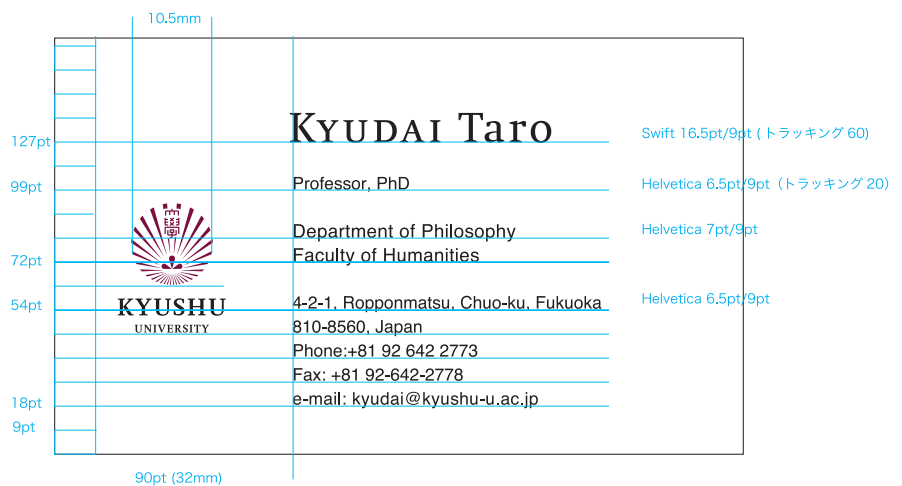 10.5mm
KYUDAI Taro
Swift 16.5pt/9pt (トラッキング 60)
127pt
Professor, PhD
Helvetica 6.5pt/9pt（トラッキング 20）
99pt
Department of Philosophy
Helvetica 7pt/9pt
Faculty of Humanities
72pt
4-2-1, Ropponmatsu, Chuo-ku, Fukuoka
Helvetica 6.5pt/9pt
54pt
KYUSHU
UNIVERSITY
810-8560, Japan
Phone:+81 92 642 2773
Fax: +81 92-642-2778
e-mail: kyudai@kyushu-u.ac.jp
18pt
9pt
90pt (32mm)